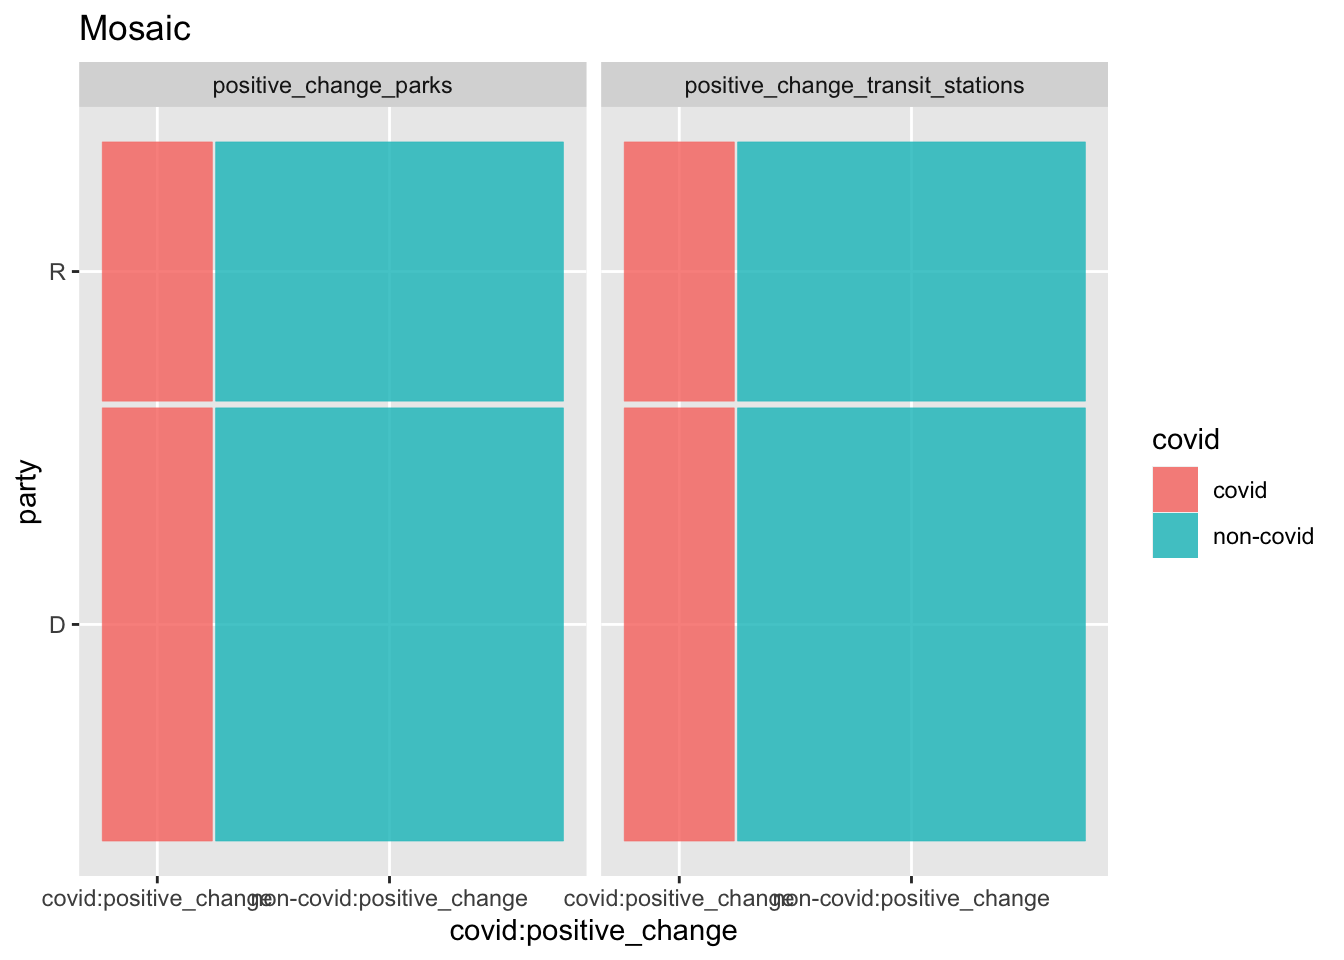 Mosaic
positive_change_parks
positive_change_transit_stations
R
D
party
covid:positive_change
non-covid:positive_change
covid:positive_change
non-covid:positive_change
covid:positive_change
covid
covid
non-covid